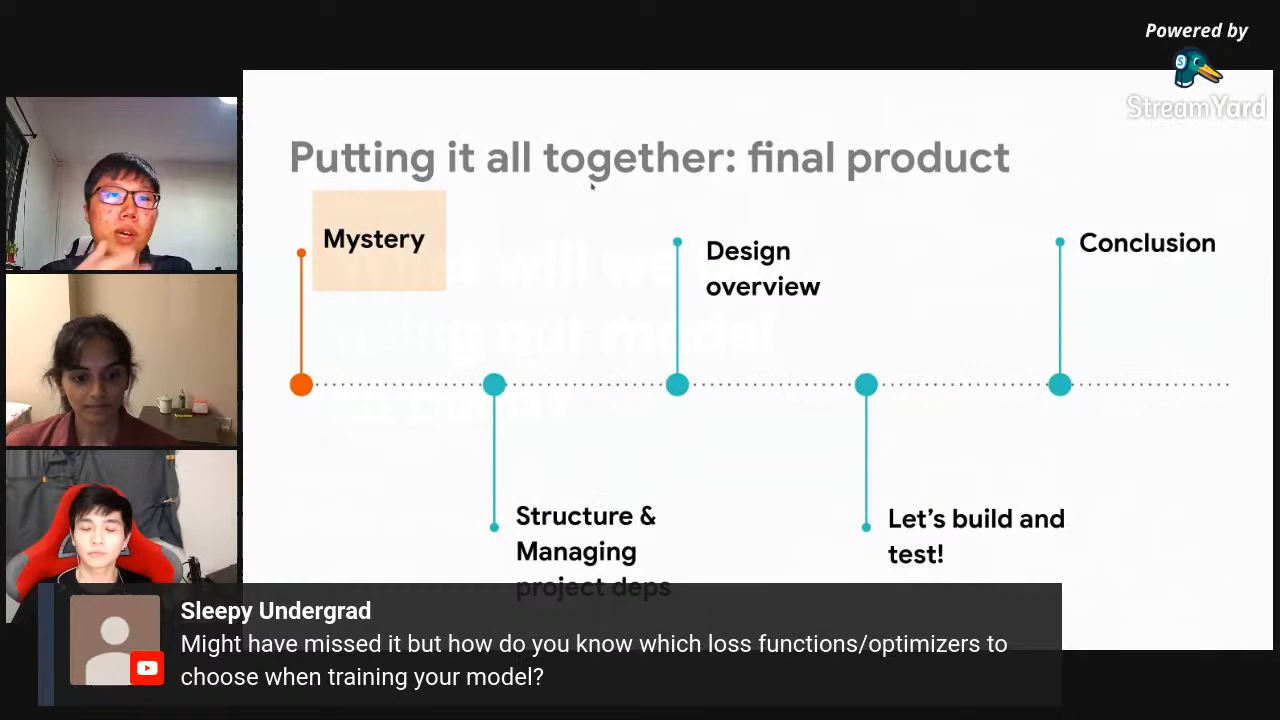 Powered by
StreamYard
Putting it all together: final product
Mystery
Design
overview
Conclusion
Structure &
Managing
project deps
Let's build and
test!
Sleepy Undergrad
Might have missed it but how do you know which loss functions/optimizers to
choose when training your model?